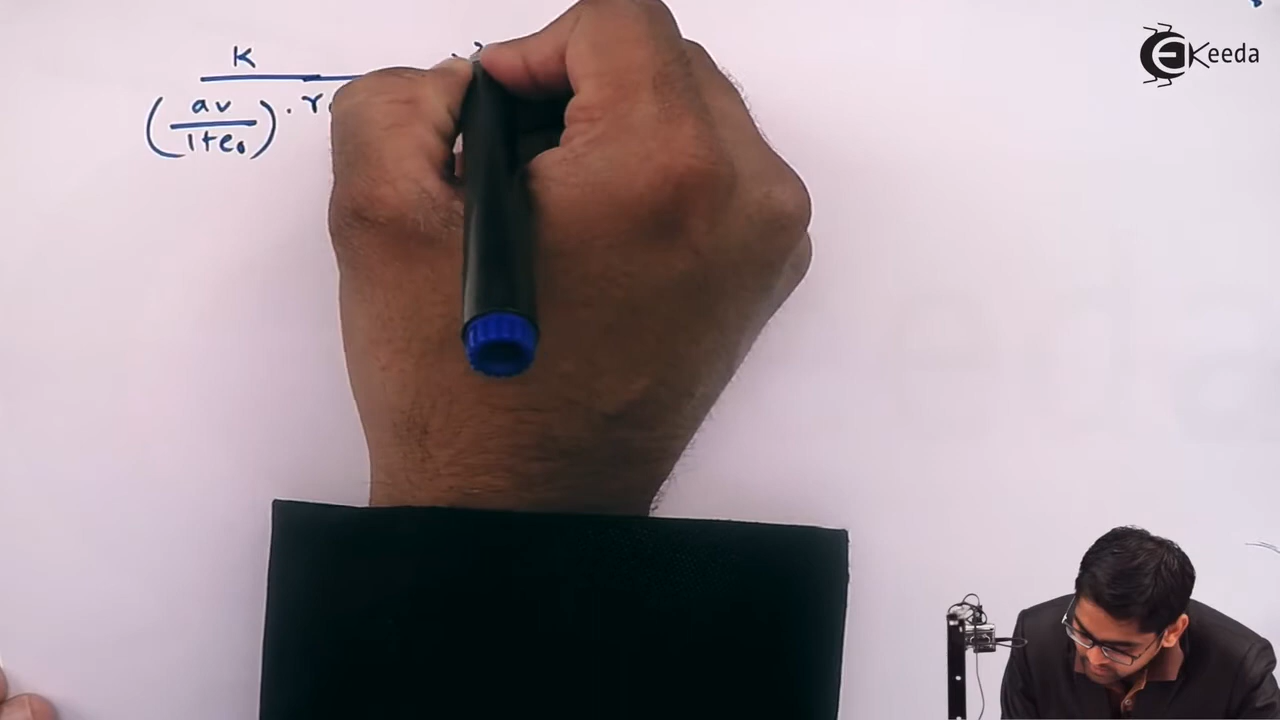 K
(av/1+e₀) . γ
Keeda